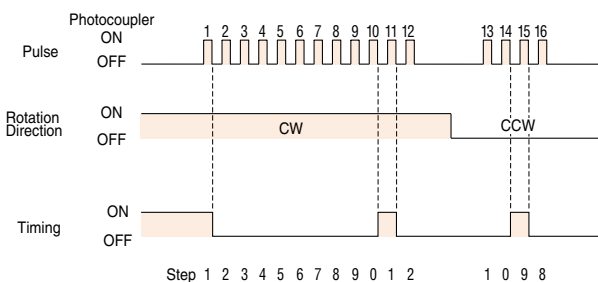 Photocoupler
Pulse ON 1 2 3 4 5 6 7 8 9 10 11 12 13 14 15 16
OFF
Rotation
Direction
ON
CW CCW
OFF
Timing
ON
OFF
Step 1 2 3 4 5 6 7 8 9 0 1 2 1 0 9 8